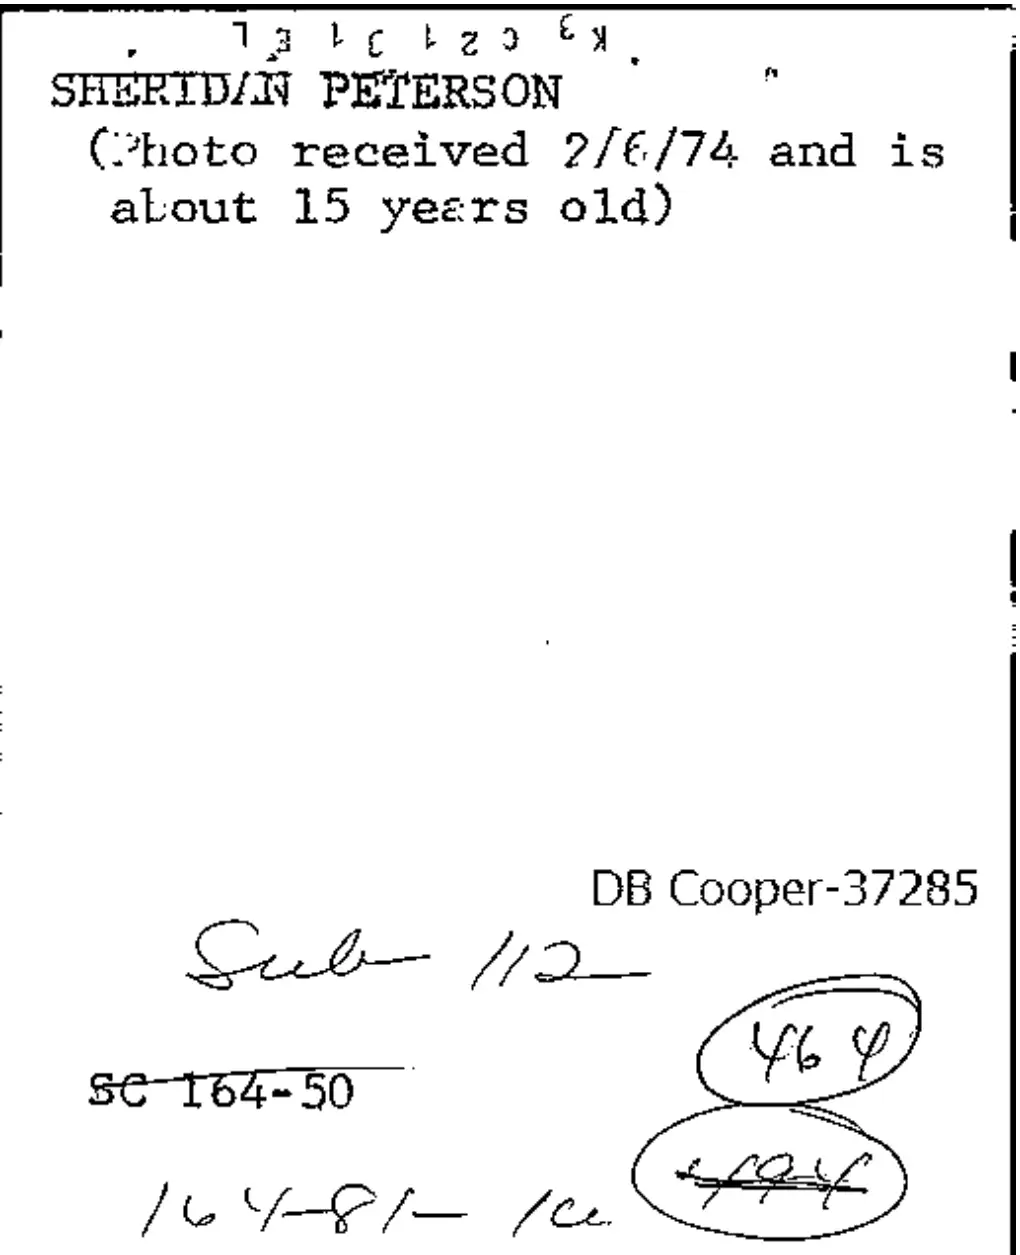 SHERIDAN PETERSON
(Photo received 2/6/74 and is
about 15 years old)
DB Cooper-37285
Sub 112
464
SC 164-50
494
164-81-